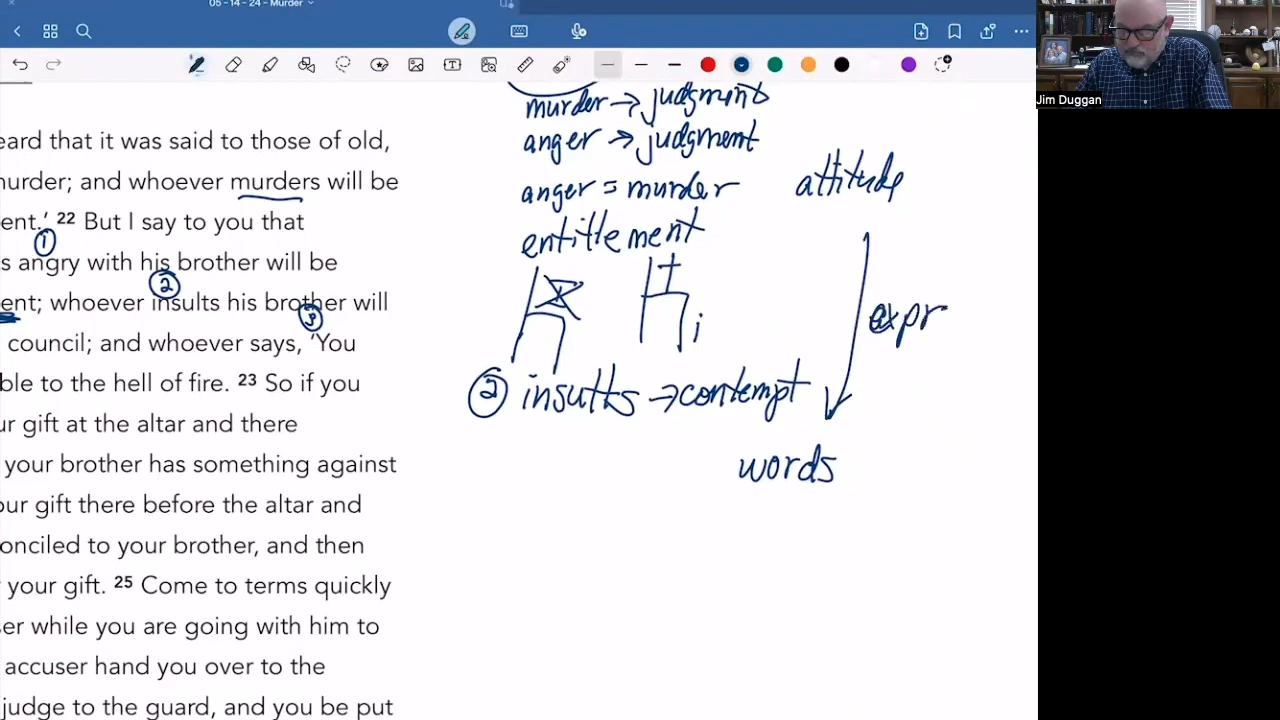 05 - 14 - 24 - Murder
Jim Duggan
eard that it was said to those of old,
nurder; and whoever murders will be
ent.' 22 But I say to you that
1
s angry with his brother will be
2
ent; whoever insults his brother will
3
council; and whoever says, 'You
ble to the hell of fire. 23 So if you
ur gift at the altar and there
your brother has something against
our gift there before the altar and
onciled to your brother, and then
your gift. 25 Come to terms quickly
ser while you are going with him to
accuser hand you over to the
judge to the guard, and you be put
murder → judgment
anger → judgment
anger = murder
entitlement
I
i
2 insults → contempt
attitude
expr
words